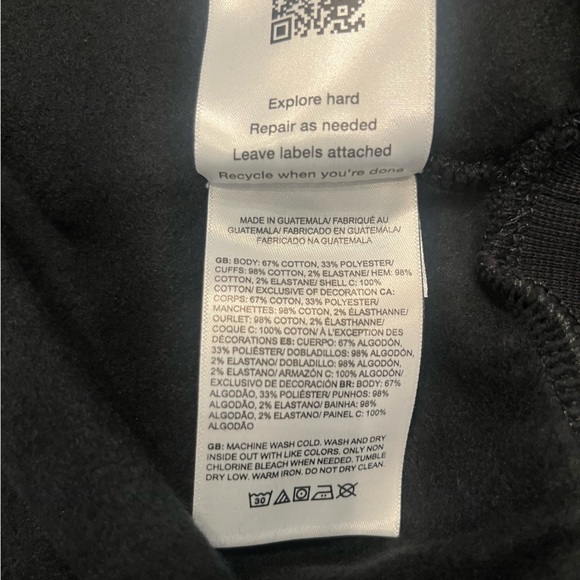 Explore hard
Repair as needed
Leave labels attached
Recycle when you're done
MADE IN GUATEMALA/ FABRIQUÉ AU
GUATEMALA/ FABRICADO EN GUATEMALA/
FABRICADO NA GUATEMALA
GB: BODY: 67% COTTON, 33% POLYESTER/
CUFFS: 98% COTTON, 2% ELASTANE/ HEM: 98%
COTTON, 2% ELASTANE/ SHELL C: 100%
COTTON/ EXCLUSIVE OF DECORATION CA:
CORPS: 67% COTON, 33% POLYESTER/
MANCHETTES: 98% COTON, 2% ÉLASTHANNE/
OURLET: 98% COTON, 2% ÉLASTHANNE/
COQUE C: 100% COTON/ À L'EXCEPTION DES
DÉCORATIONS ES: CUERPO: 67% ALGODÓN,
33% POLIÉSTER/ DOBLADILLOS: 98% ALGODÓN,
2% ELASTANO/ DOBLADILLO: 98% ALGODÓN,
2% ELASTANO/ ARMAZÓN C: 100% ALGODÓN/
EXCLUSIVO DE DECORACIÓN BR: BODY: 67%
ALGODÃO, 33% POLIÉSTER/ PUNHOS: 98%
ALGODÃO, 2% ELASTANO/ BAINHA: 98%
ALGODÃO, 2% ELASTANO/ PAINEL C: 100%
ALGODÃO
GB: MACHINE WASH COLD. WASH AND DRY
INSIDE OUT WITH LIKE COLORS. ONLY NON
CHLORINE BLEACH WHEN NEEDED. TUMBLE
DRY LOW. WARM IRON. DO NOT DRY CLEAN.
30